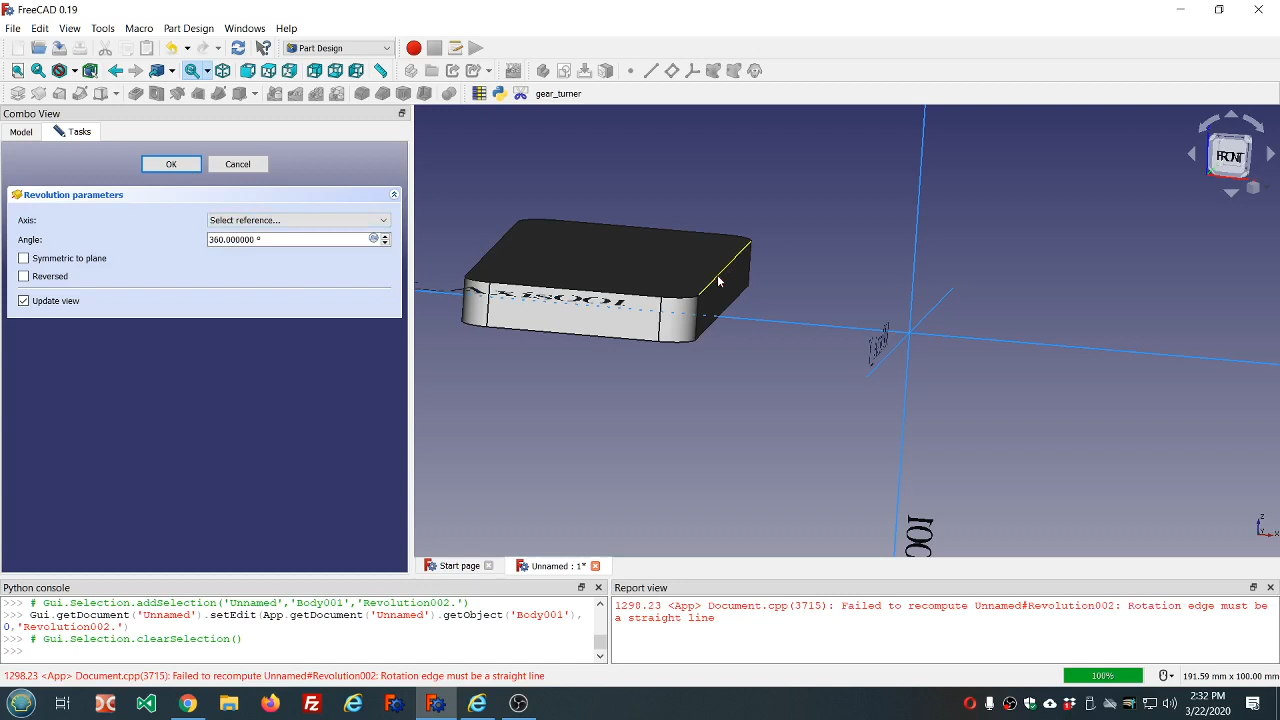 FreeCAD 0.19
File Edit View Tools Macro Part Design Windows Help
Part Design
gear_turner
Combo View
Model Tasks
OK Cancel
Revolution parameters
Axis: Select reference...
Angle: 360.000000 °
Symmetric to plane
Reversed
Update view
FRONT
Z
X
Start page Unnamed : 1*
Python console
>>> # Gui.Selection.addSelection('Unnamed','Body001','Revolution002.')
>>> Gui.getDocument('Unnamed').setEdit(App.getDocument('Unnamed').getObject('Body001'),
0,'Revolution002.')
>>> # Gui.Selection.clearSelection()
>>>
Report view
1298.23 <App> Document.cpp(3715): Failed to recompute Unnamed#Revolution002: Rotation edge must be
a straight line
1298.23 <App> Document.cpp(3715): Failed to recompute Unnamed#Revolution002: Rotation edge must be a straight line
100%
191.59 mm x 100.00 mm
2:32 PM
3/22/2020